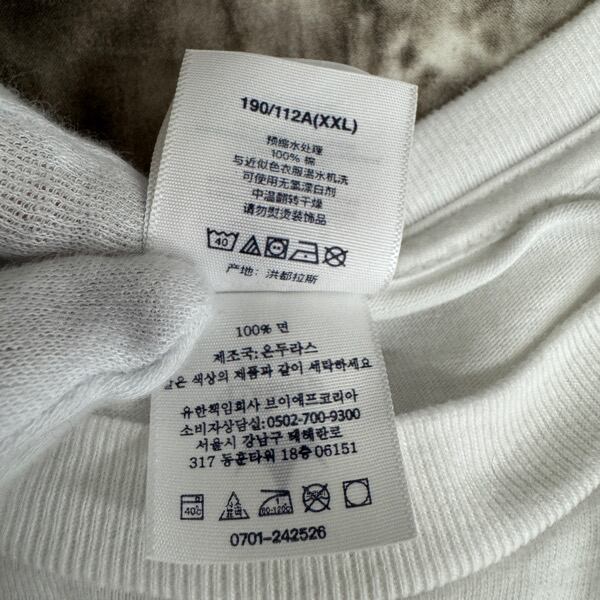 190/112A(XXL)
预缩水处理
100% 棉
与近似色衣服温水机洗
可使用无氯漂白剂
中温翻转干燥
请勿熨烫装饰品
40
产地: 洪都拉斯
100% 면
제조국:온두라스
은 색상의 제품과 같이 세탁하세요
유한책임회사 브이에프코리아
소비자상담실: 0502-700-9300
서울시 강남구 테헤란로
317 동훈타워 18층 06151
40℃
80-120℃
0701-242526